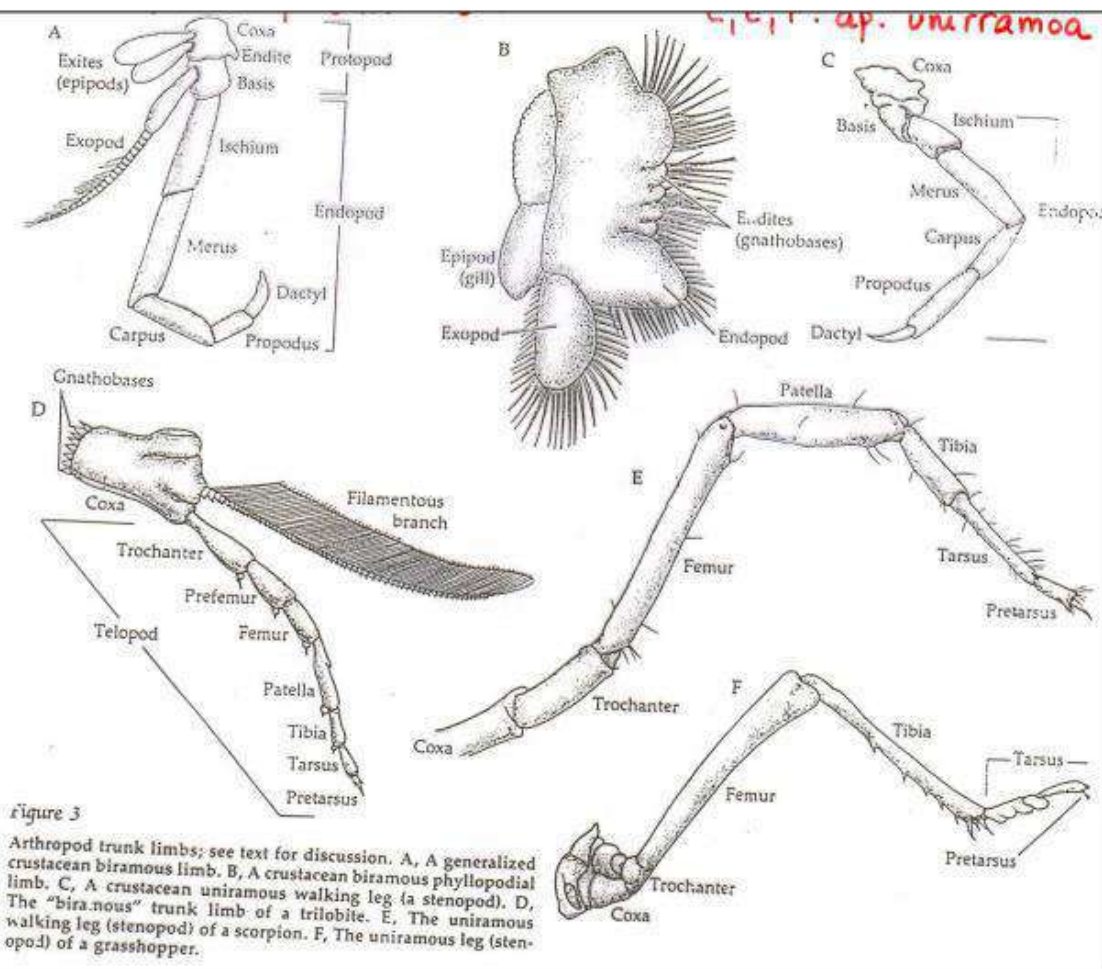 ap. unirramoa
A
Coxa
Endite
Exites
(epipods)
Basis
Protopod
Exopod
Ischium
Endopod
Merus
Dactyl
Carpus
Propodus
B
Epipod
(gill)
Endites
(gnathobases)
Exopod
Endopod
C
Coxa
Basis
Ischium
Merus
Carpus
Propodus
Dactyl
Gnathobases
D
Coxa
Filamentous
branch
Trochanter
Prefemur
Femur
Telopod
Patella
Tibia
Tarsus
Pretarsus
E
Patella
Tibia
Femur
Tarsus
Pretarsus
Trochanter
Coxa
F
Tibia
Tarsus
Femur
Pretarsus
Trochanter
Coxa
Figure 3
Arthropod trunk limbs; see text for discussion. A, A generalized
crustacean biramous limb. B, A crustacean biramous phyllopodial
limb. C, A crustacean uniramous walking leg (a stenopod). D,
The "biramous" trunk limb of a trilobite. E, The uniramous
walking leg (stenopod) of a scorpion. F, The uniramous leg (sten-
opod) of a grasshopper.